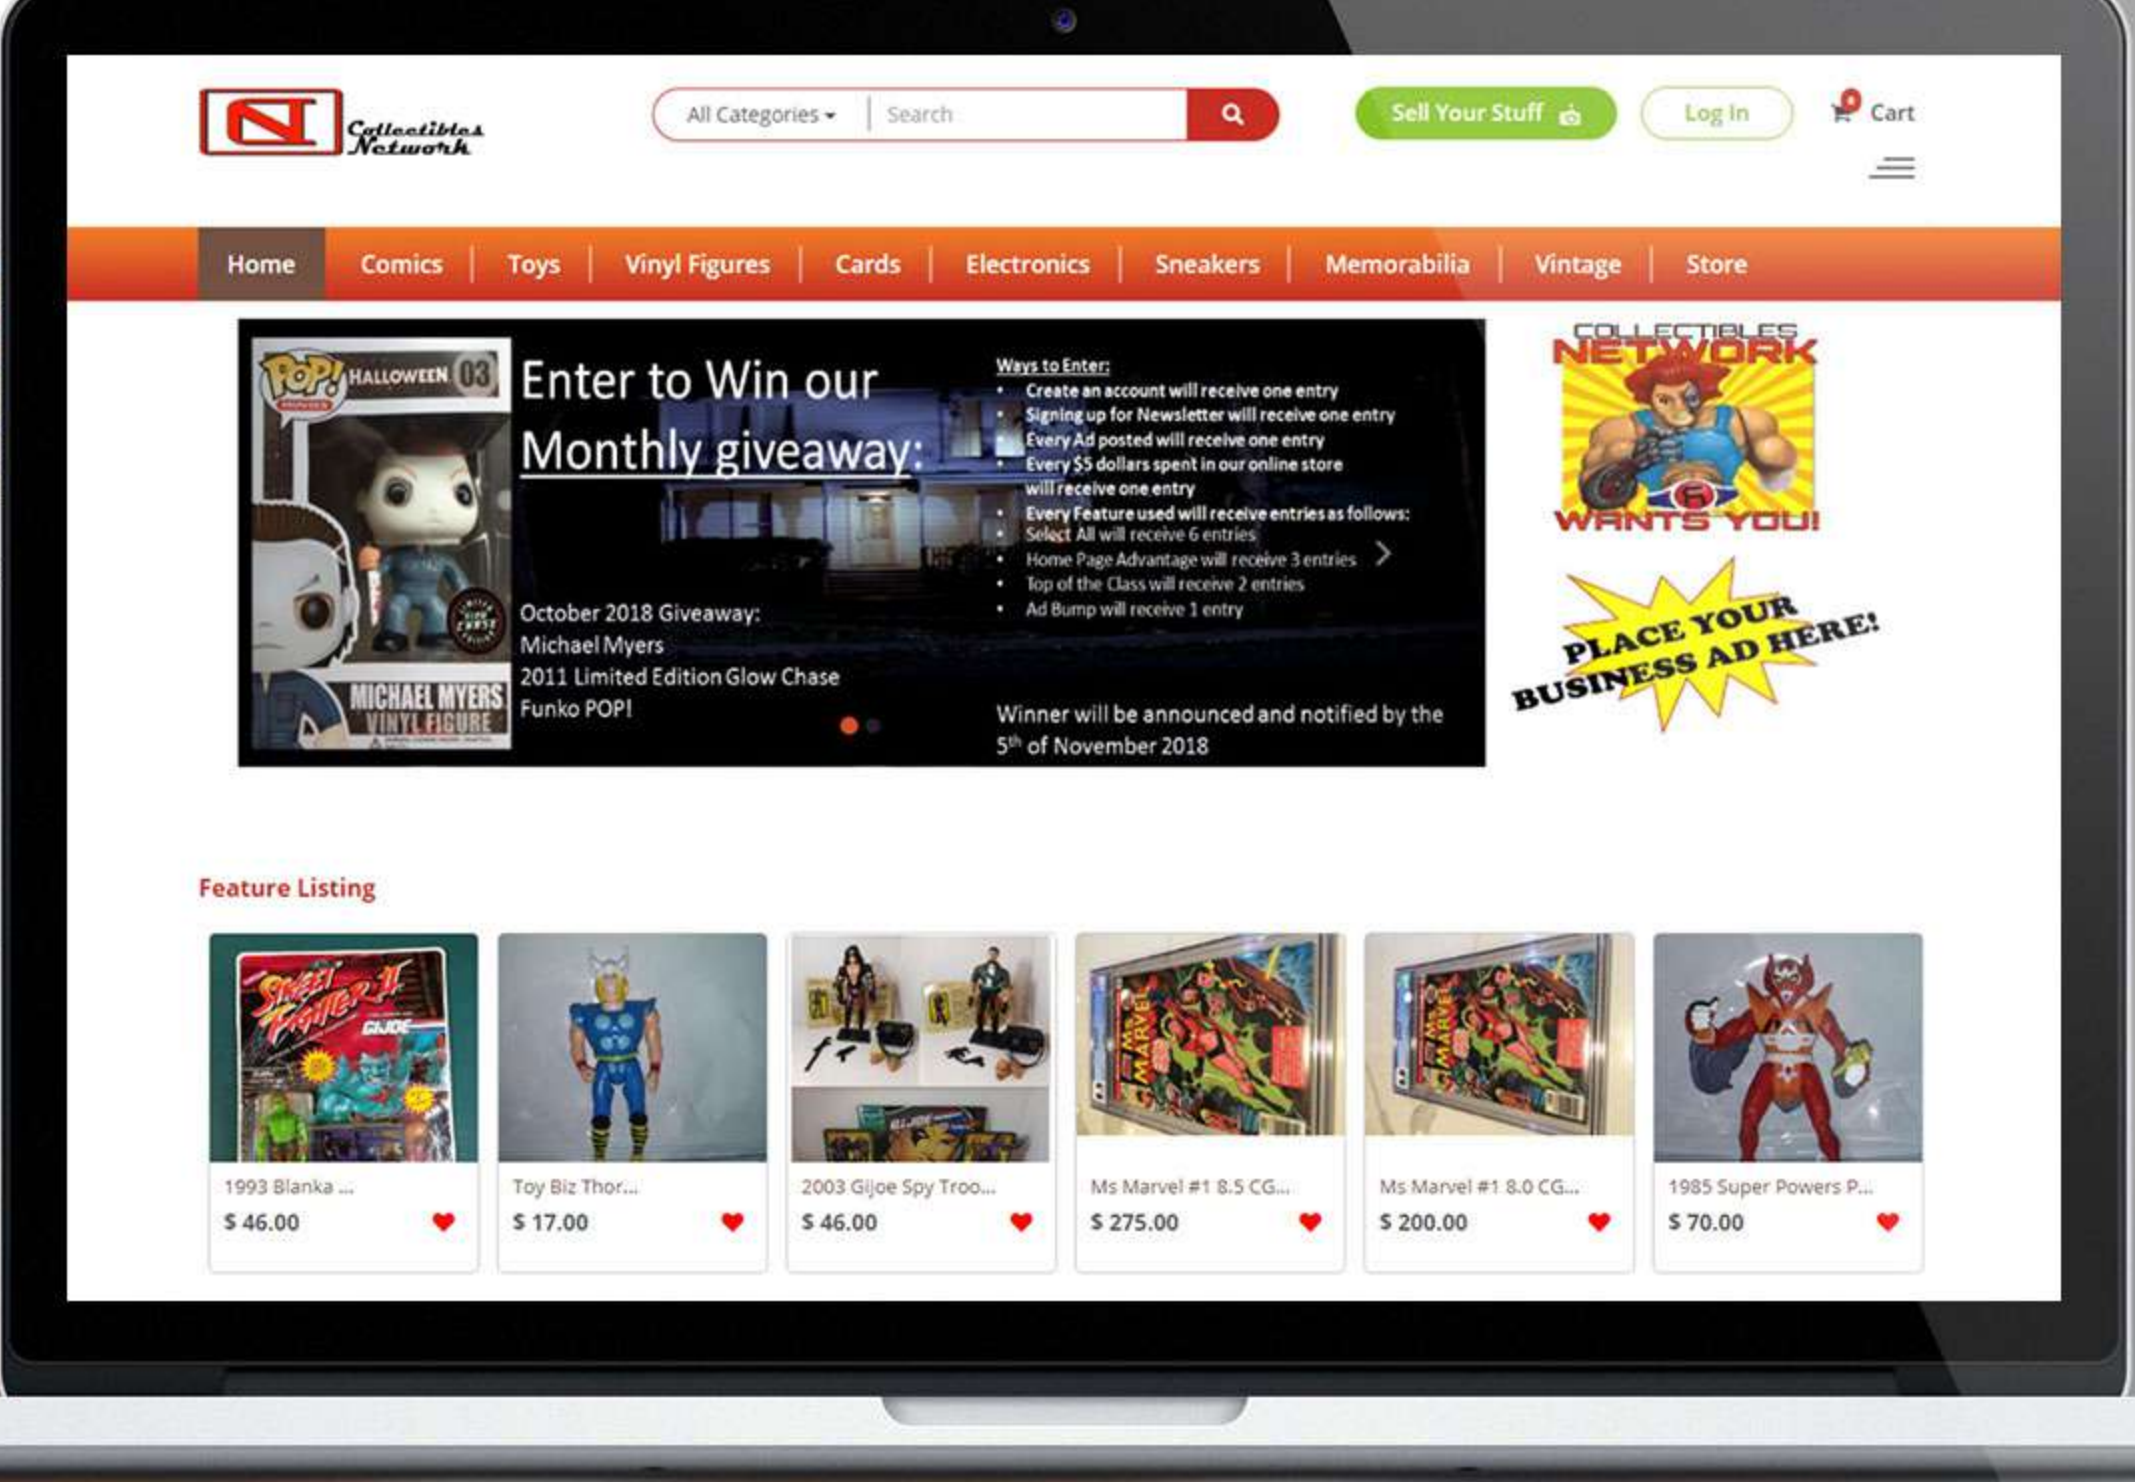 Collectibles
Network
All Categories
Search
Sell Your Stuff
Log In
Cart
Home
Comics
Toys
Vinyl Figures
Cards
Electronics
Sneakers
Memorabilia
Vintage
Store
POP!
HALLOWEEN 03
MICHAEL MYERS
VINYL FIGURE
Enter to Win our
Monthly giveaway:
October 2018 Giveaway:
Michael Myers
2011 Limited Edition Glow Chase
Funko POP!
Ways to Enter:
• Create an account will receive one entry
• Signing up for Newsletter will receive one entry
• Every Ad posted will receive one entry
• Every $5 dollars spent in our online store
will receive one entry
• Every Feature used will receive entries as follows:
• Select All will receive 6 entries
• Home Page Advantage will receive 3 entries
• Top of the Class will receive 2 entries
• Ad Bump will receive 1 entry
Winner will be announced and notified by the
5th of November 2018
COLLECTIBLES
NETWORK
WANTS YOU!
PLACE YOUR
BUSINESS AD HERE!
Feature Listing
STREET
FIGHTER II
GIJOE
MS.
MARVEL
MS.
MARVEL
1993 Blanka ...
$ 46.00
Toy Biz Thor...
$ 17.00
2003 Gijoe Spy Troo...
$ 46.00
Ms Marvel #1 8.5 CG...
$ 275.00
Ms Marvel #1 8.0 CG...
$ 200.00
1985 Super Powers P...
$ 70.00